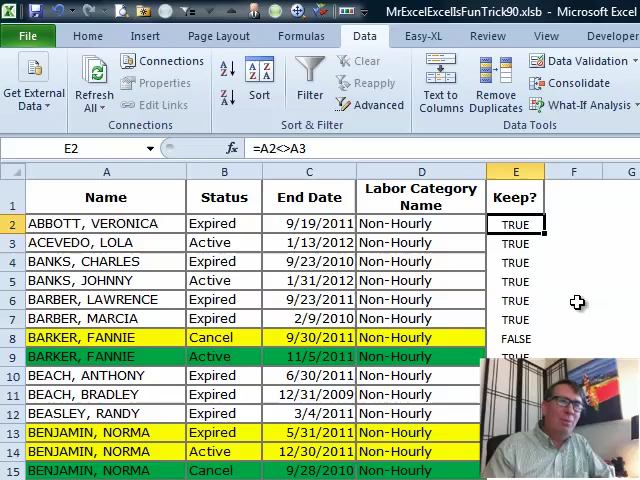 MrExcelExcelIsFunTrick90.xlsb - Microsoft Excel
File Home Insert Page Layout Formulas Data Easy-XL Review View Developer
Get External Data
Refresh All
Connections
Properties
Edit Links
Connections
Sort
Filter
Clear
Reapply
Advanced
Sort & Filter
Text to Columns
Remove Duplicates
Data Validation
Consolidate
What-If Analysis
Data Tools
E2 fx =A2<>A3
A B C D E F G
1 Name Status End Date Labor Category Name Keep?
2 ABBOTT, VERONICA Expired 9/19/2011 Non-Hourly TRUE
3 ACEVEDO, LOLA Active 1/13/2012 Non-Hourly TRUE
4 BANKS, CHARLES Expired 9/23/2010 Non-Hourly TRUE
5 BANKS, JOHNNY Active 1/31/2012 Non-Hourly TRUE
6 BARBER, LAWRENCE Expired 9/23/2011 Non-Hourly TRUE
7 BARBER, MARCIA Expired 2/9/2010 Non-Hourly TRUE
8 BARKER, FANNIE Cancel 9/30/2011 Non-Hourly FALSE
9 BARKER, FANNIE Active 11/5/2011 Non-Hourly TRUE
10 BEACH, ANTHONY Expired 6/30/2011 Non-Hourly
11 BEACH, BRADLEY Expired 12/31/2009 Non-Hourly
12 BEASLEY, RANDY Expired 3/4/2011 Non-Hourly
13 BENJAMIN, NORMA Expired 5/31/2011 Non-Hourly
14 BENJAMIN, NORMA Active 12/30/2011 Non-Hourly
15 BENJAMIN, NORMA Cancel 9/28/2010 Non-Hourly